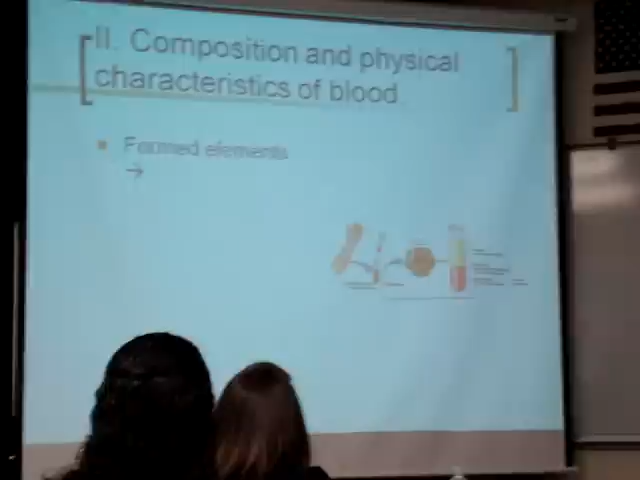 II. Composition and physical
characteristics of blood
Formed elements
→